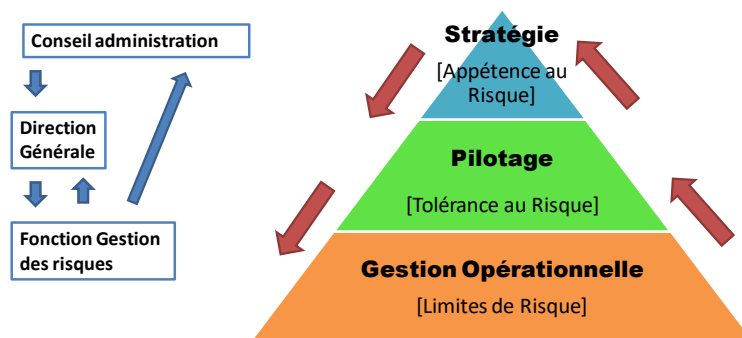 Conseil administration
Direction
Générale
Fonction Gestion
des risques
Stratégie
[Appétence au
Risque]
Pilotage
[Tolérance au Risque]
Gestion Opérationnelle
[Limites de Risque]